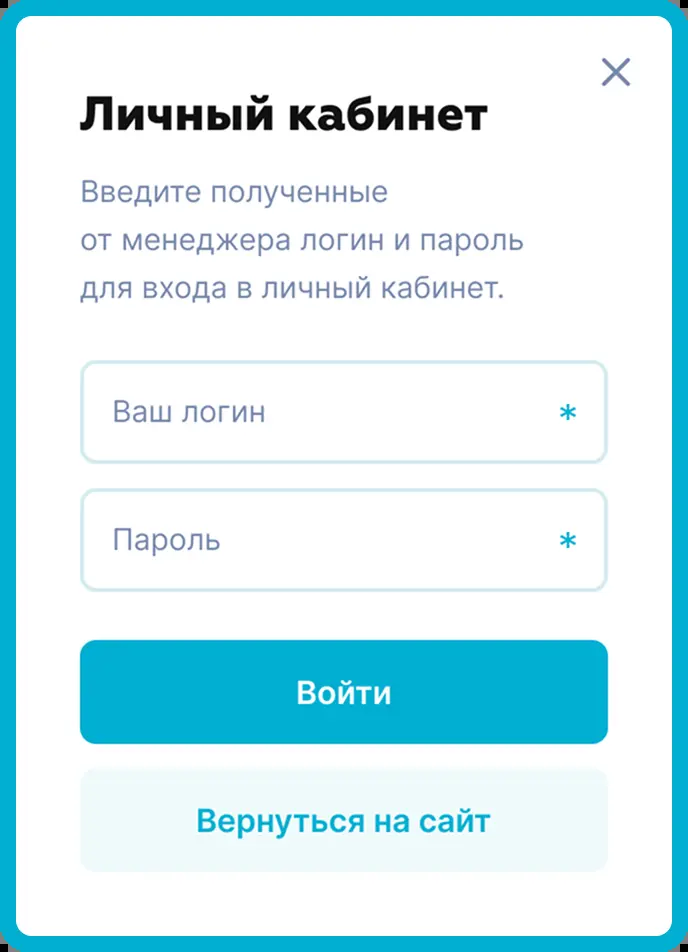 Личный кабинет
Введите полученные
от менеджера логин и пароль
для входа в личный кабинет.
Ваш логин *
Пароль *
Войти
Вернуться на сайт